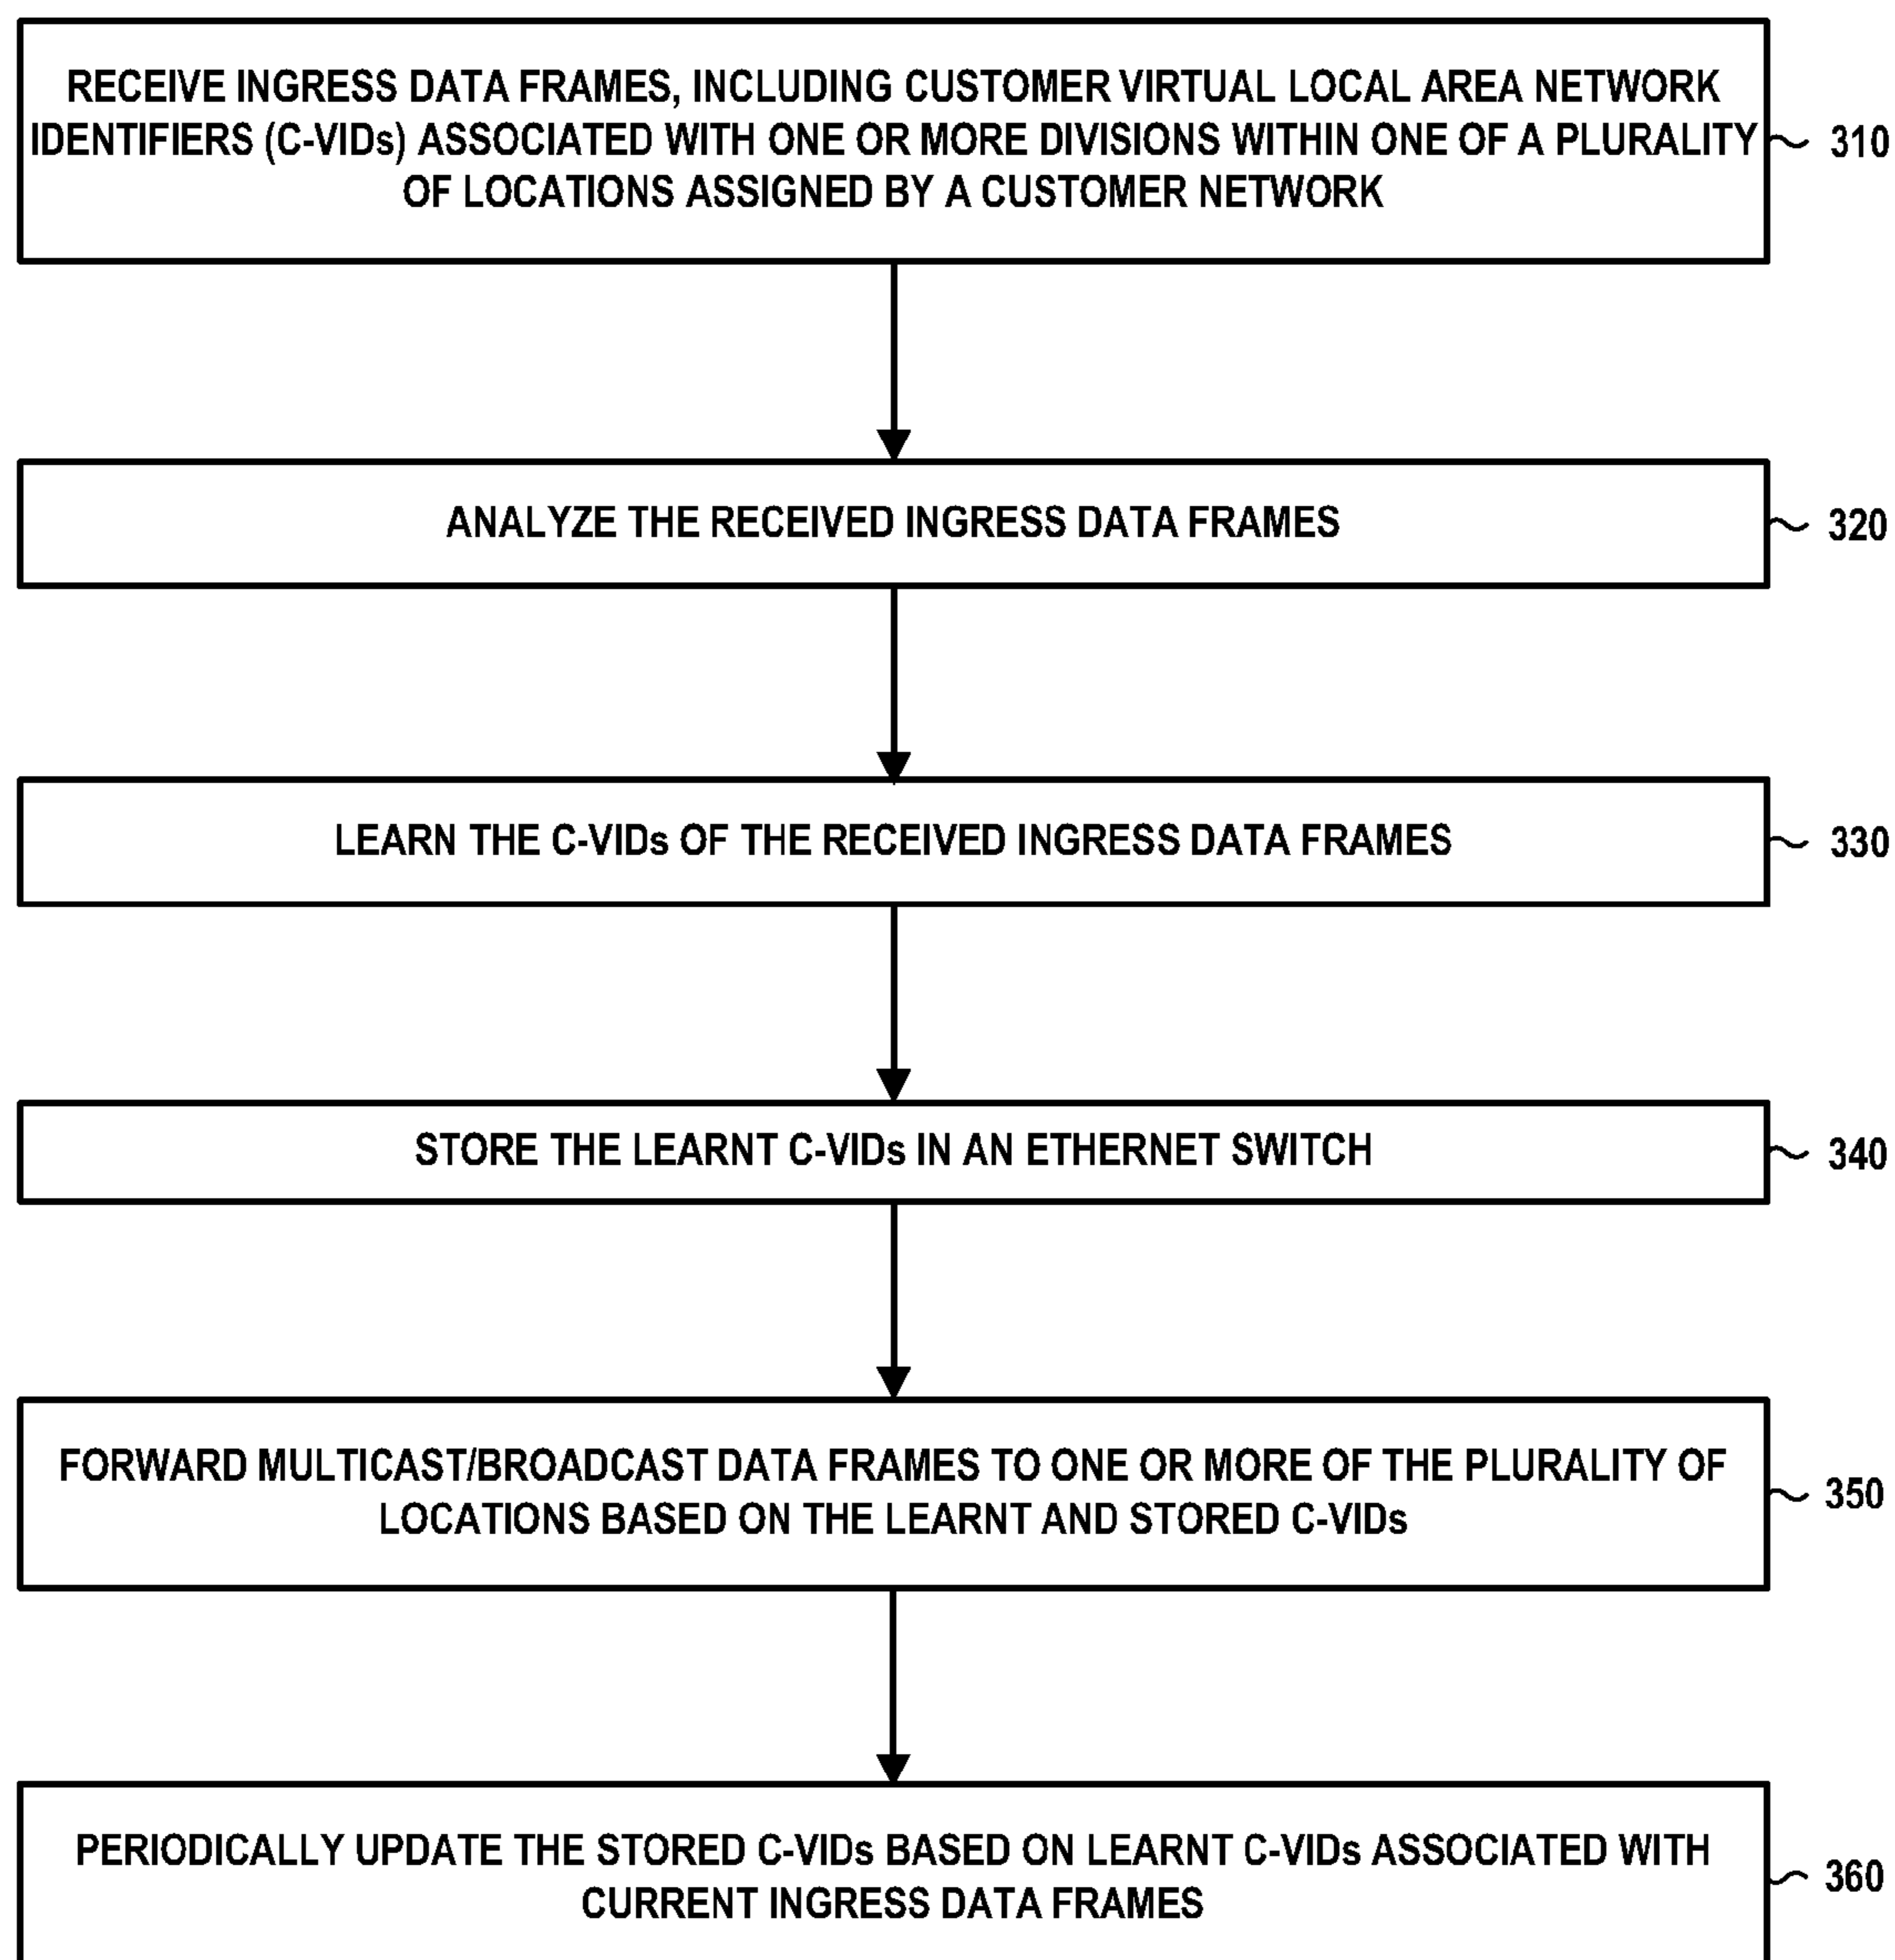 RECEIVE INGRESS DATA FRAMES, INCLUDING CUSTOMER VIRTUAL LOCAL AREA NETWORK
IDENTIFIERS (C-VIDs) ASSOCIATED WITH ONE OR MORE DIVISIONS WITHIN ONE OF A PLURALITY
OF LOCATIONS ASSIGNED BY A CUSTOMER NETWORK
310
ANALYZE THE RECEIVED INGRESS DATA FRAMES
320
LEARN THE C-VIDs OF THE RECEIVED INGRESS DATA FRAMES
330
STORE THE LEARNT C-VIDs IN AN ETHERNET SWITCH
340
FORWARD MULTICAST/BROADCAST DATA FRAMES TO ONE OR MORE OF THE PLURALITY OF
LOCATIONS BASED ON THE LEARNT AND STORED C-VIDs
350
PERIODICALLY UPDATE THE STORED C-VIDs BASED ON LEARNT C-VIDs ASSOCIATED WITH
CURRENT INGRESS DATA FRAMES
360